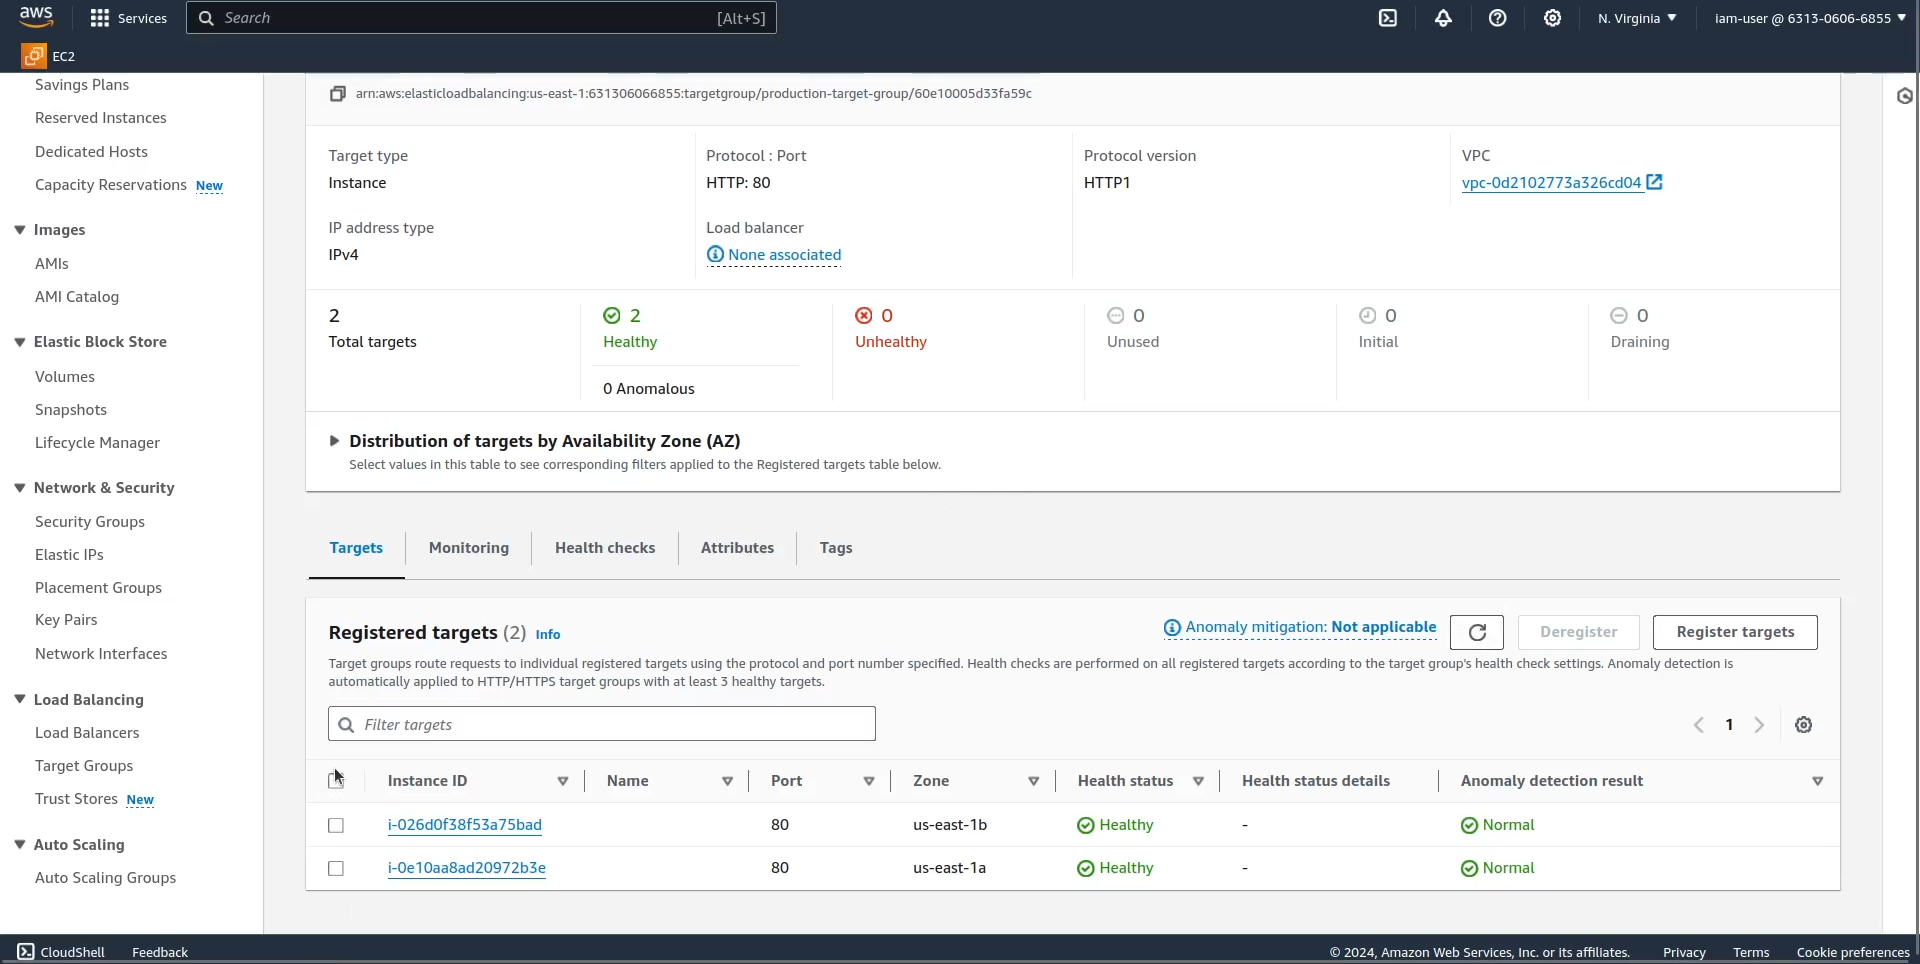 aws
Services
Search
[Alt+S]
N. Virginia
iam-user @ 6313-0606-6855
EC2
Savings Plans
Reserved Instances
Dedicated Hosts
Capacity Reservations New
Images
AMIs
AMI Catalog
Elastic Block Store
Volumes
Snapshots
Lifecycle Manager
Network & Security
Security Groups
Elastic IPs
Placement Groups
Key Pairs
Network Interfaces
Load Balancing
Load Balancers
Target Groups
Trust Stores New
Auto Scaling
Auto Scaling Groups
arn:aws:elasticloadbalancing:us-east-1:631306066855:targetgroup/production-target-group/60e10005d33fa59c
Target type
Instance
Protocol : Port
HTTP: 80
Protocol version
HTTP1
VPC
vpc-0d2102773a326cd04
IP address type
IPv4
Load balancer
None associated
2
Total targets
2
Healthy
0 Anomalous
0
Unhealthy
0
Unused
0
Initial
0
Draining
Distribution of targets by Availability Zone (AZ)
Select values in this table to see corresponding filters applied to the Registered targets table below.
Targets
Monitoring
Health checks
Attributes
Tags
Registered targets (2) Info
Anomaly mitigation: Not applicable
Deregister
Register targets
Target groups route requests to individual registered targets using the protocol and port number specified. Health checks are performed on all registered targets according to the target group's health check settings. Anomaly detection is
automatically applied to HTTP/HTTPS target groups with at least 3 healthy targets.
Filter targets
1
Instance ID Name Port Zone Health status Health status details Anomaly detection result
i-026d0f38f53a75bad 80 us-east-1b Healthy - Normal
i-0e10aa8ad20972b3e 80 us-east-1a Healthy - Normal
CloudShell
Feedback
© 2024, Amazon Web Services, Inc. or its affiliates.
Privacy
Terms
Cookie preferences